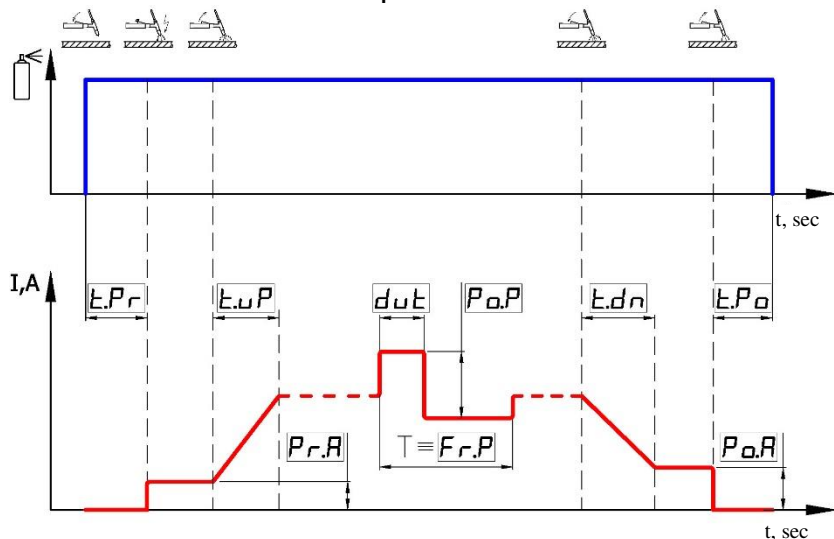 t, sec
I,A
t.Pr
t.uP
dut
Po.P
t.dn
t.Po
Pr.A
T≡Fr.P
Po.A
t, sec